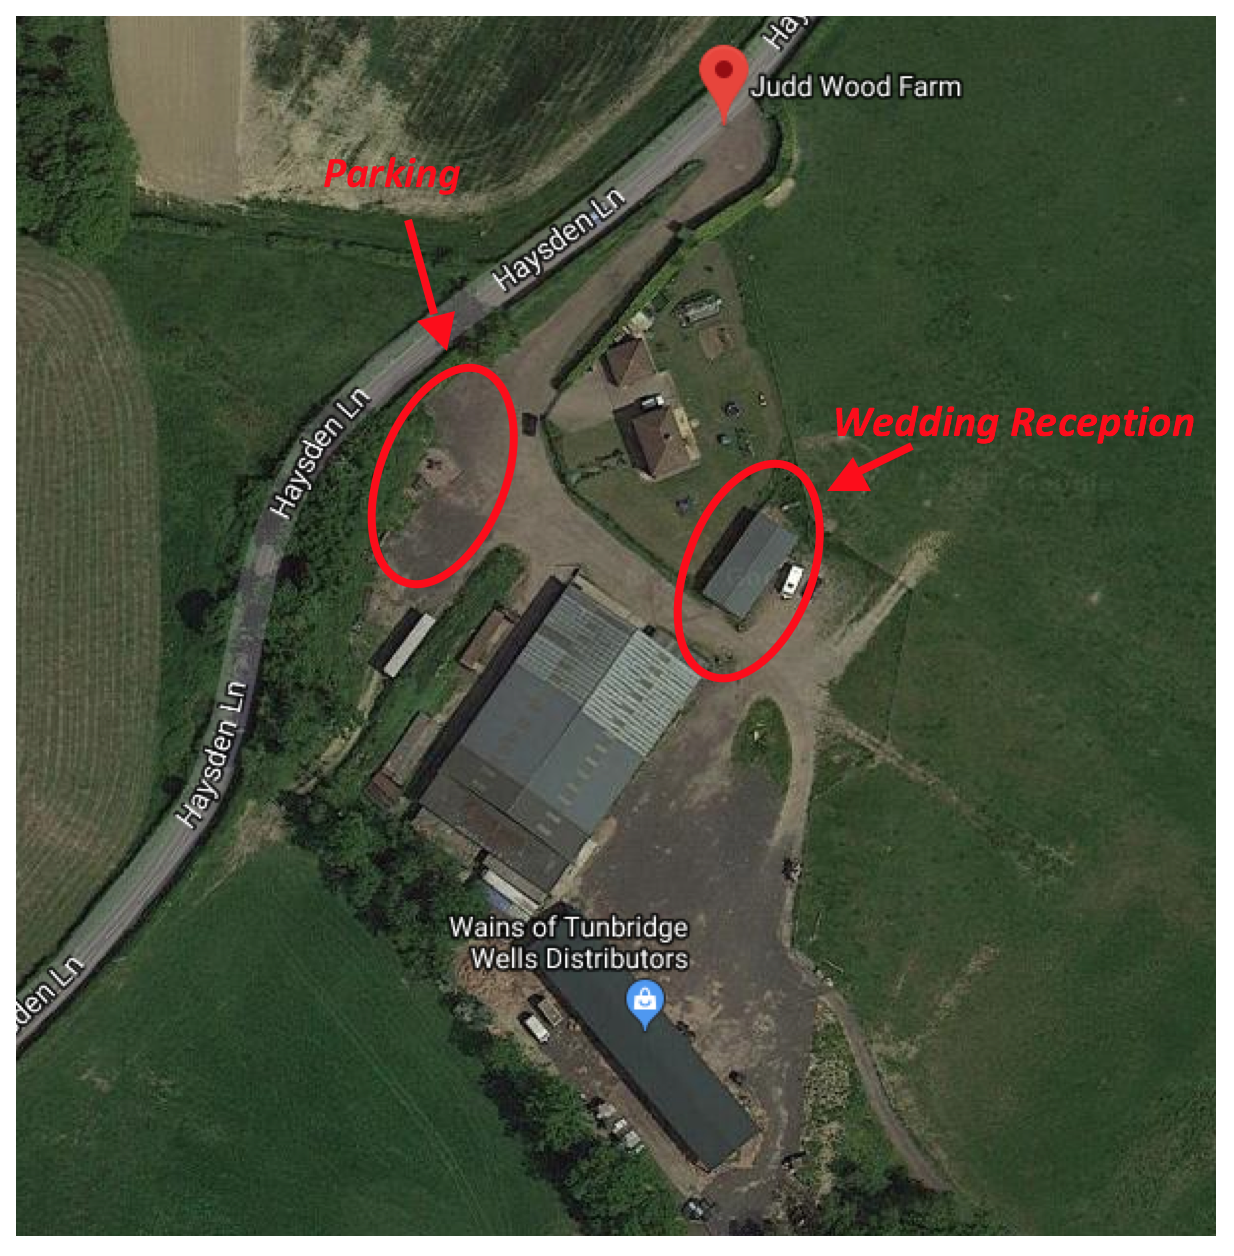 Hay
Judd Wood Farm
Parking
Haysden Ln
Haysden Ln
Wedding Reception
Haysden Ln
Wains of Tunbridge
Wells Distributors
den Ln